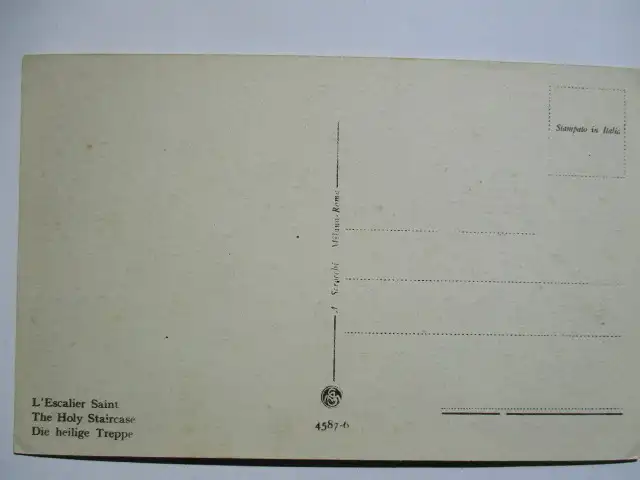 L'Escalier Saint
The Holy Staircase
Die heilige Treppe
A. Scrocchi Milano-Roma
4587-6
Stampato in Italia